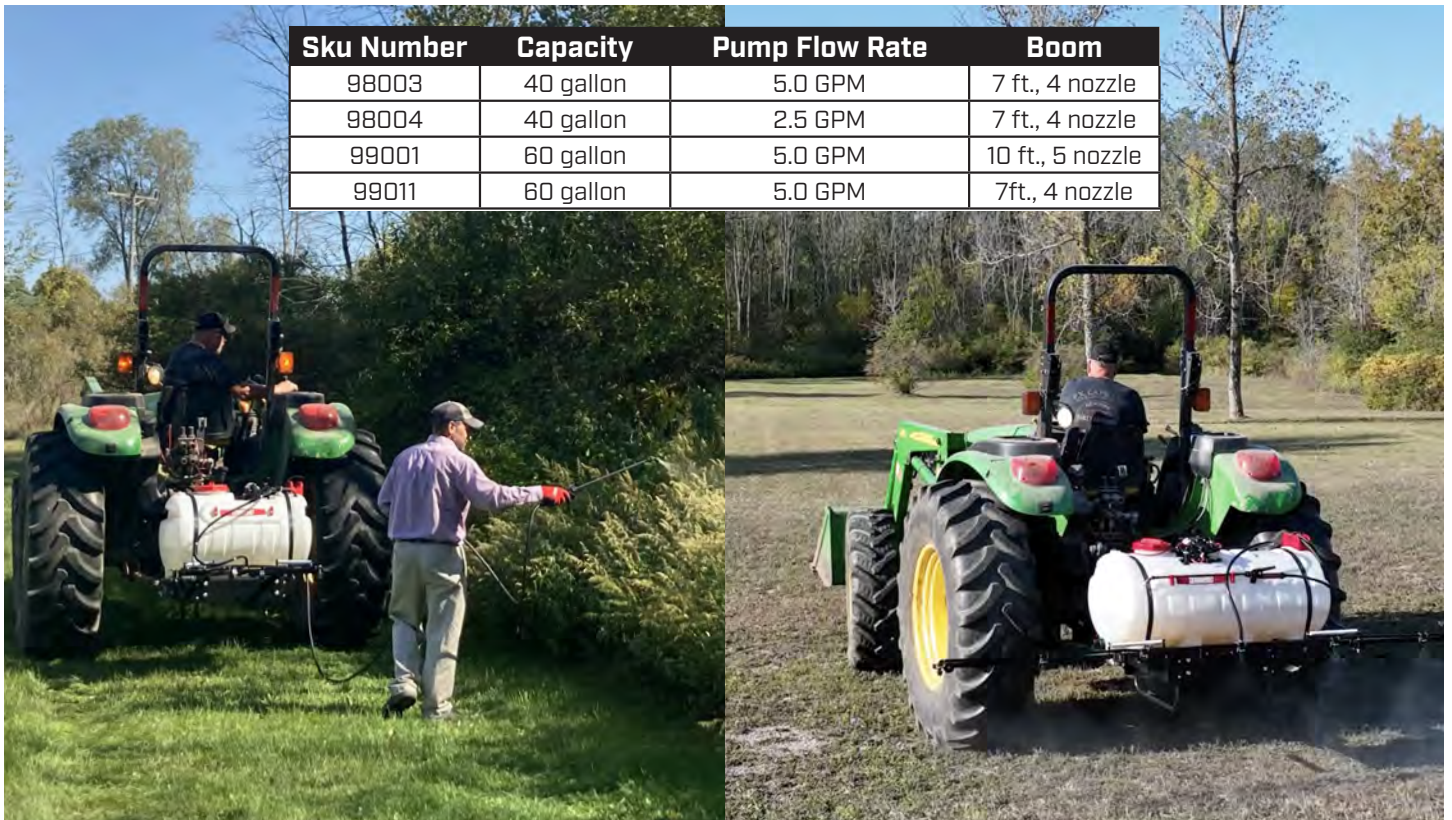 Sku Number Capacity Pump Flow Rate Boom
98003 40 gallon 5.0 GPM 7 ft., 4 nozzle
98004 40 gallon 2.5 GPM 7 ft., 4 nozzle
99001 60 gallon 5.0 GPM 10 ft., 5 nozzle
99011 60 gallon 5.0 GPM 7ft., 4 nozzle